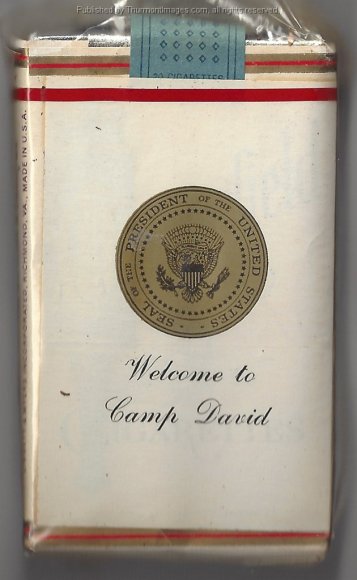 Published by ThurmontImages.com, all rights reserved
20 CIGARETTES
SEAL OF THE PRESIDENT OF THE UNITED STATES
Welcome to
Camp David
INCORPORATED RICHMOND, VA. MADE IN U.S.A.